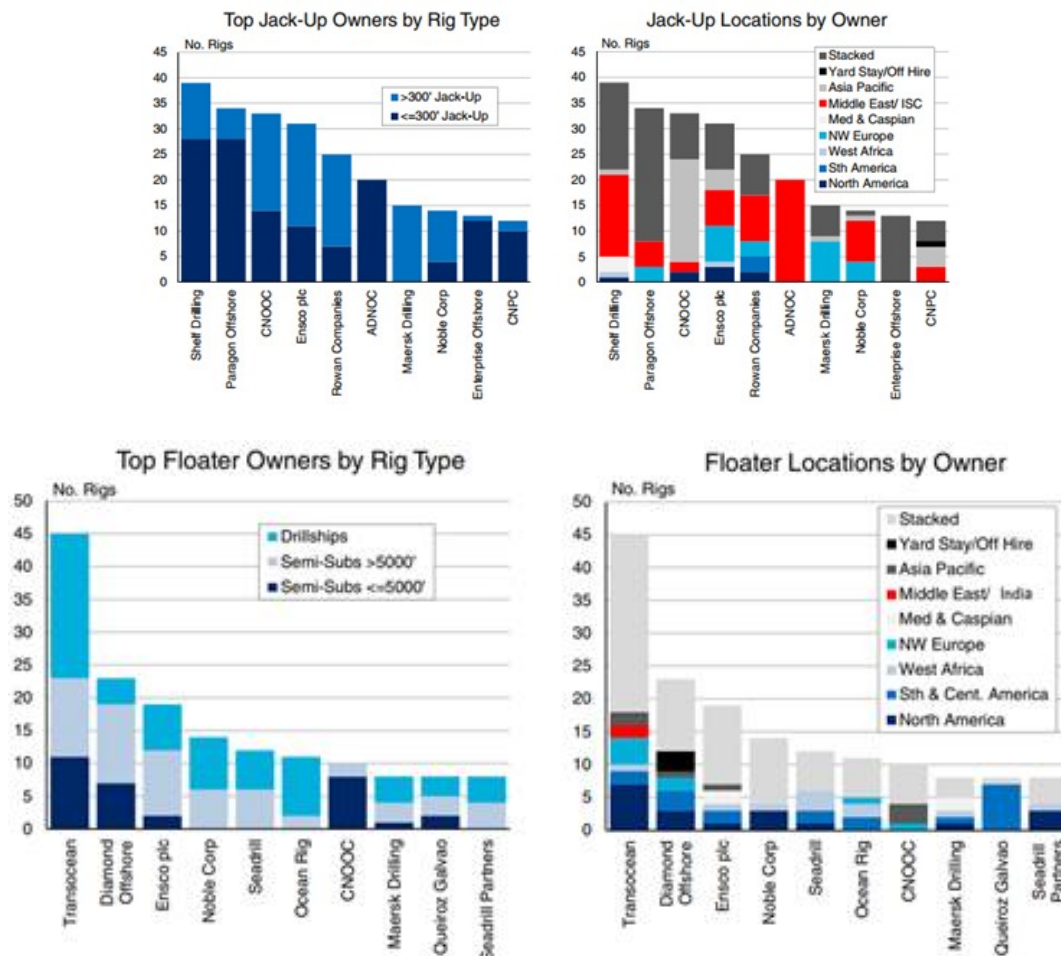 Top Jack-Up Owners by Rig Type
No. Rigs
45
40
35
30
25
20
15
10
5
0
>300' Jack-Up
<=300' Jack-Up
Shelf Drilling
Paragon Offshore
CNOOC
Ensco plc
Rowan Companies
ADNOC
Maersk Drilling
Noble Corp
Enterprise Offshore
CNPC
Jack-Up Locations by Owner
No. Rigs
45
40
35
30
25
20
15
10
5
0
Stacked
Yard Stay/Off Hire
Asia Pacific
Middle East/ ISC
Med & Caspian
NW Europe
West Africa
Sth America
North America
Shelf Drilling
Paragon Offshore
CNOOC
Ensco plc
Rowan Companies
ADNOC
Maersk Drilling
Noble Corp
Enterprise Offshore
CNPC
Top Floater Owners by Rig Type
No. Rigs
50
45
40
35
30
25
20
15
10
5
0
Drillships
Semi-Subs >5000'
Semi-Subs <=5000'
Transocean
Diamond
Offshore
Ensco plc
Noble Corp
Seadrill
Ocean Rig
CNOOC
Maersk Drilling
Queiroz Galvao
Seadrill Partners
Floater Locations by Owner
No. Rigs
50
45
40
35
30
25
20
15
10
5
0
Stacked
Yard Stay/Off Hire
Asia Pacific
Middle East/ India
Med & Caspian
NW Europe
West Africa
Sth & Cent. America
North America
Transocean
Diamond
Offshore
Ensco plc
Noble Corp
Seadrill
Ocean Rig
CNOOC
Maersk Drilling
Queiroz Galvao
Seadrill
Partners